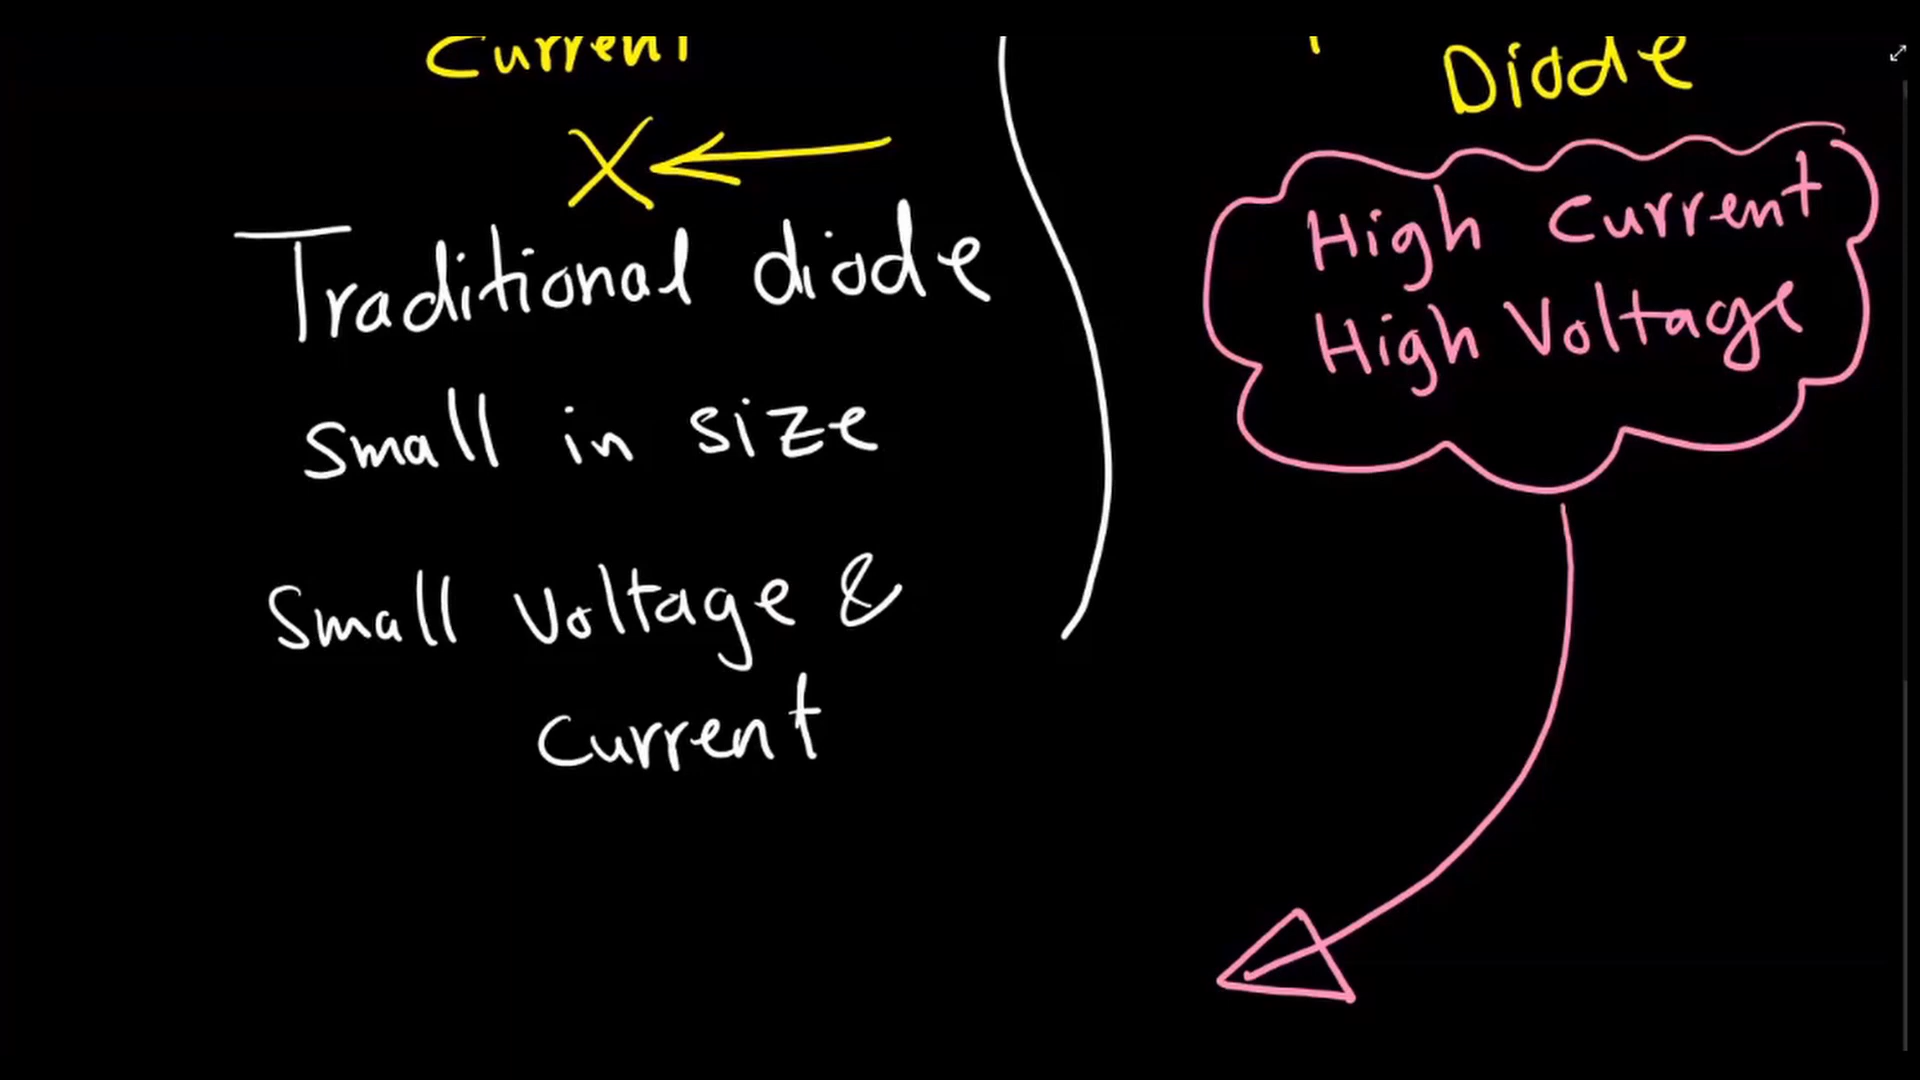 Current
X
Traditional diode
Small in size
Small Voltage &
Current
Diode
High Current
High Voltage